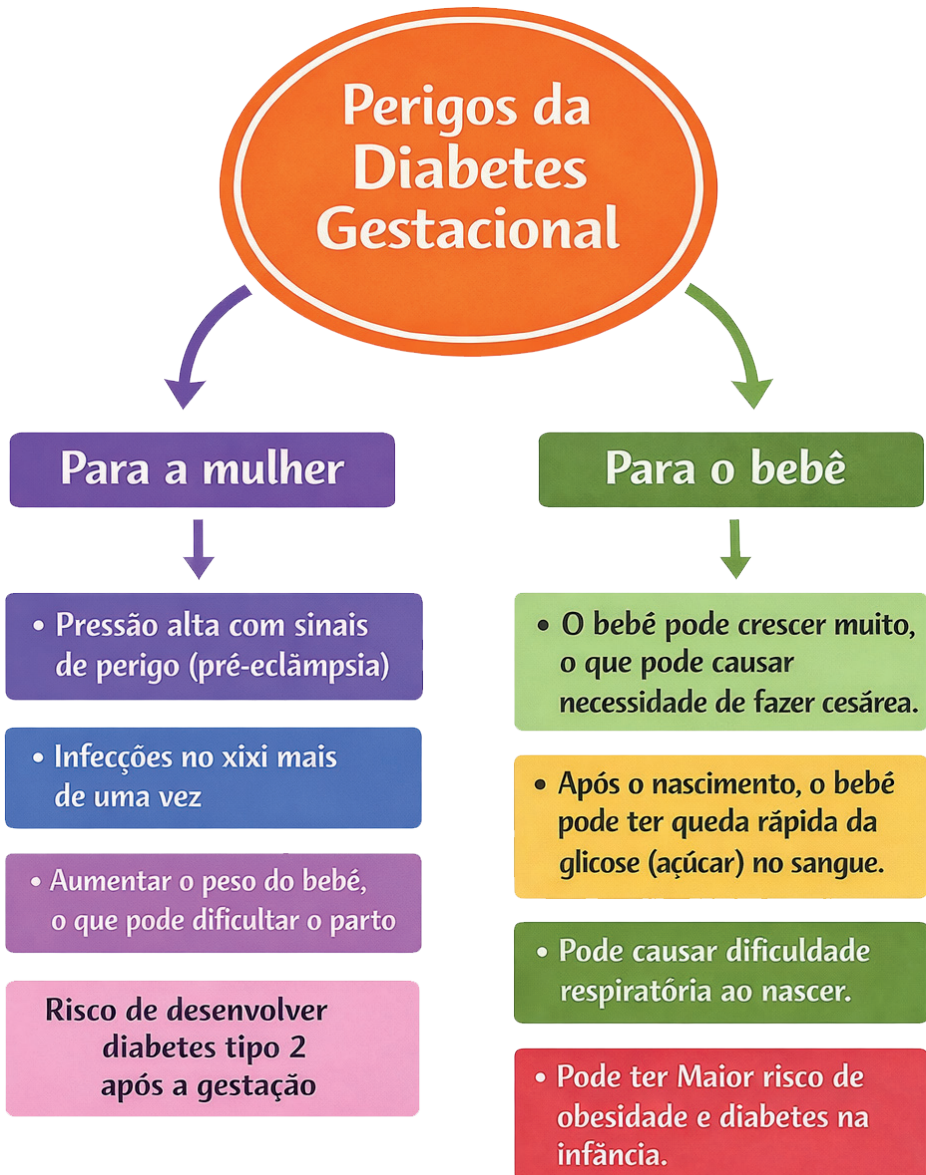 Perigos da
Diabetes
Gestacional
Para a mulher
• Pressão alta com sinais
de perigo (pré-eclâmpsia)
• Infecções no xixi mais
de uma vez
• Aumentar o peso do bebé,
o que pode dificultar o parto
Risco de desenvolver
diabetes tipo 2
após a gestação
Para o bebê
• O bebé pode crescer muito,
o que pode causar
necessidade de fazer cesárea.
• Após o nascimento, o bebé
pode ter queda rápida da
glicose (açúcar) no sangue.
• Pode causar dificuldade
respiratória ao nascer.
• Pode ter Maior risco de
obesidade e diabetes na
infância.